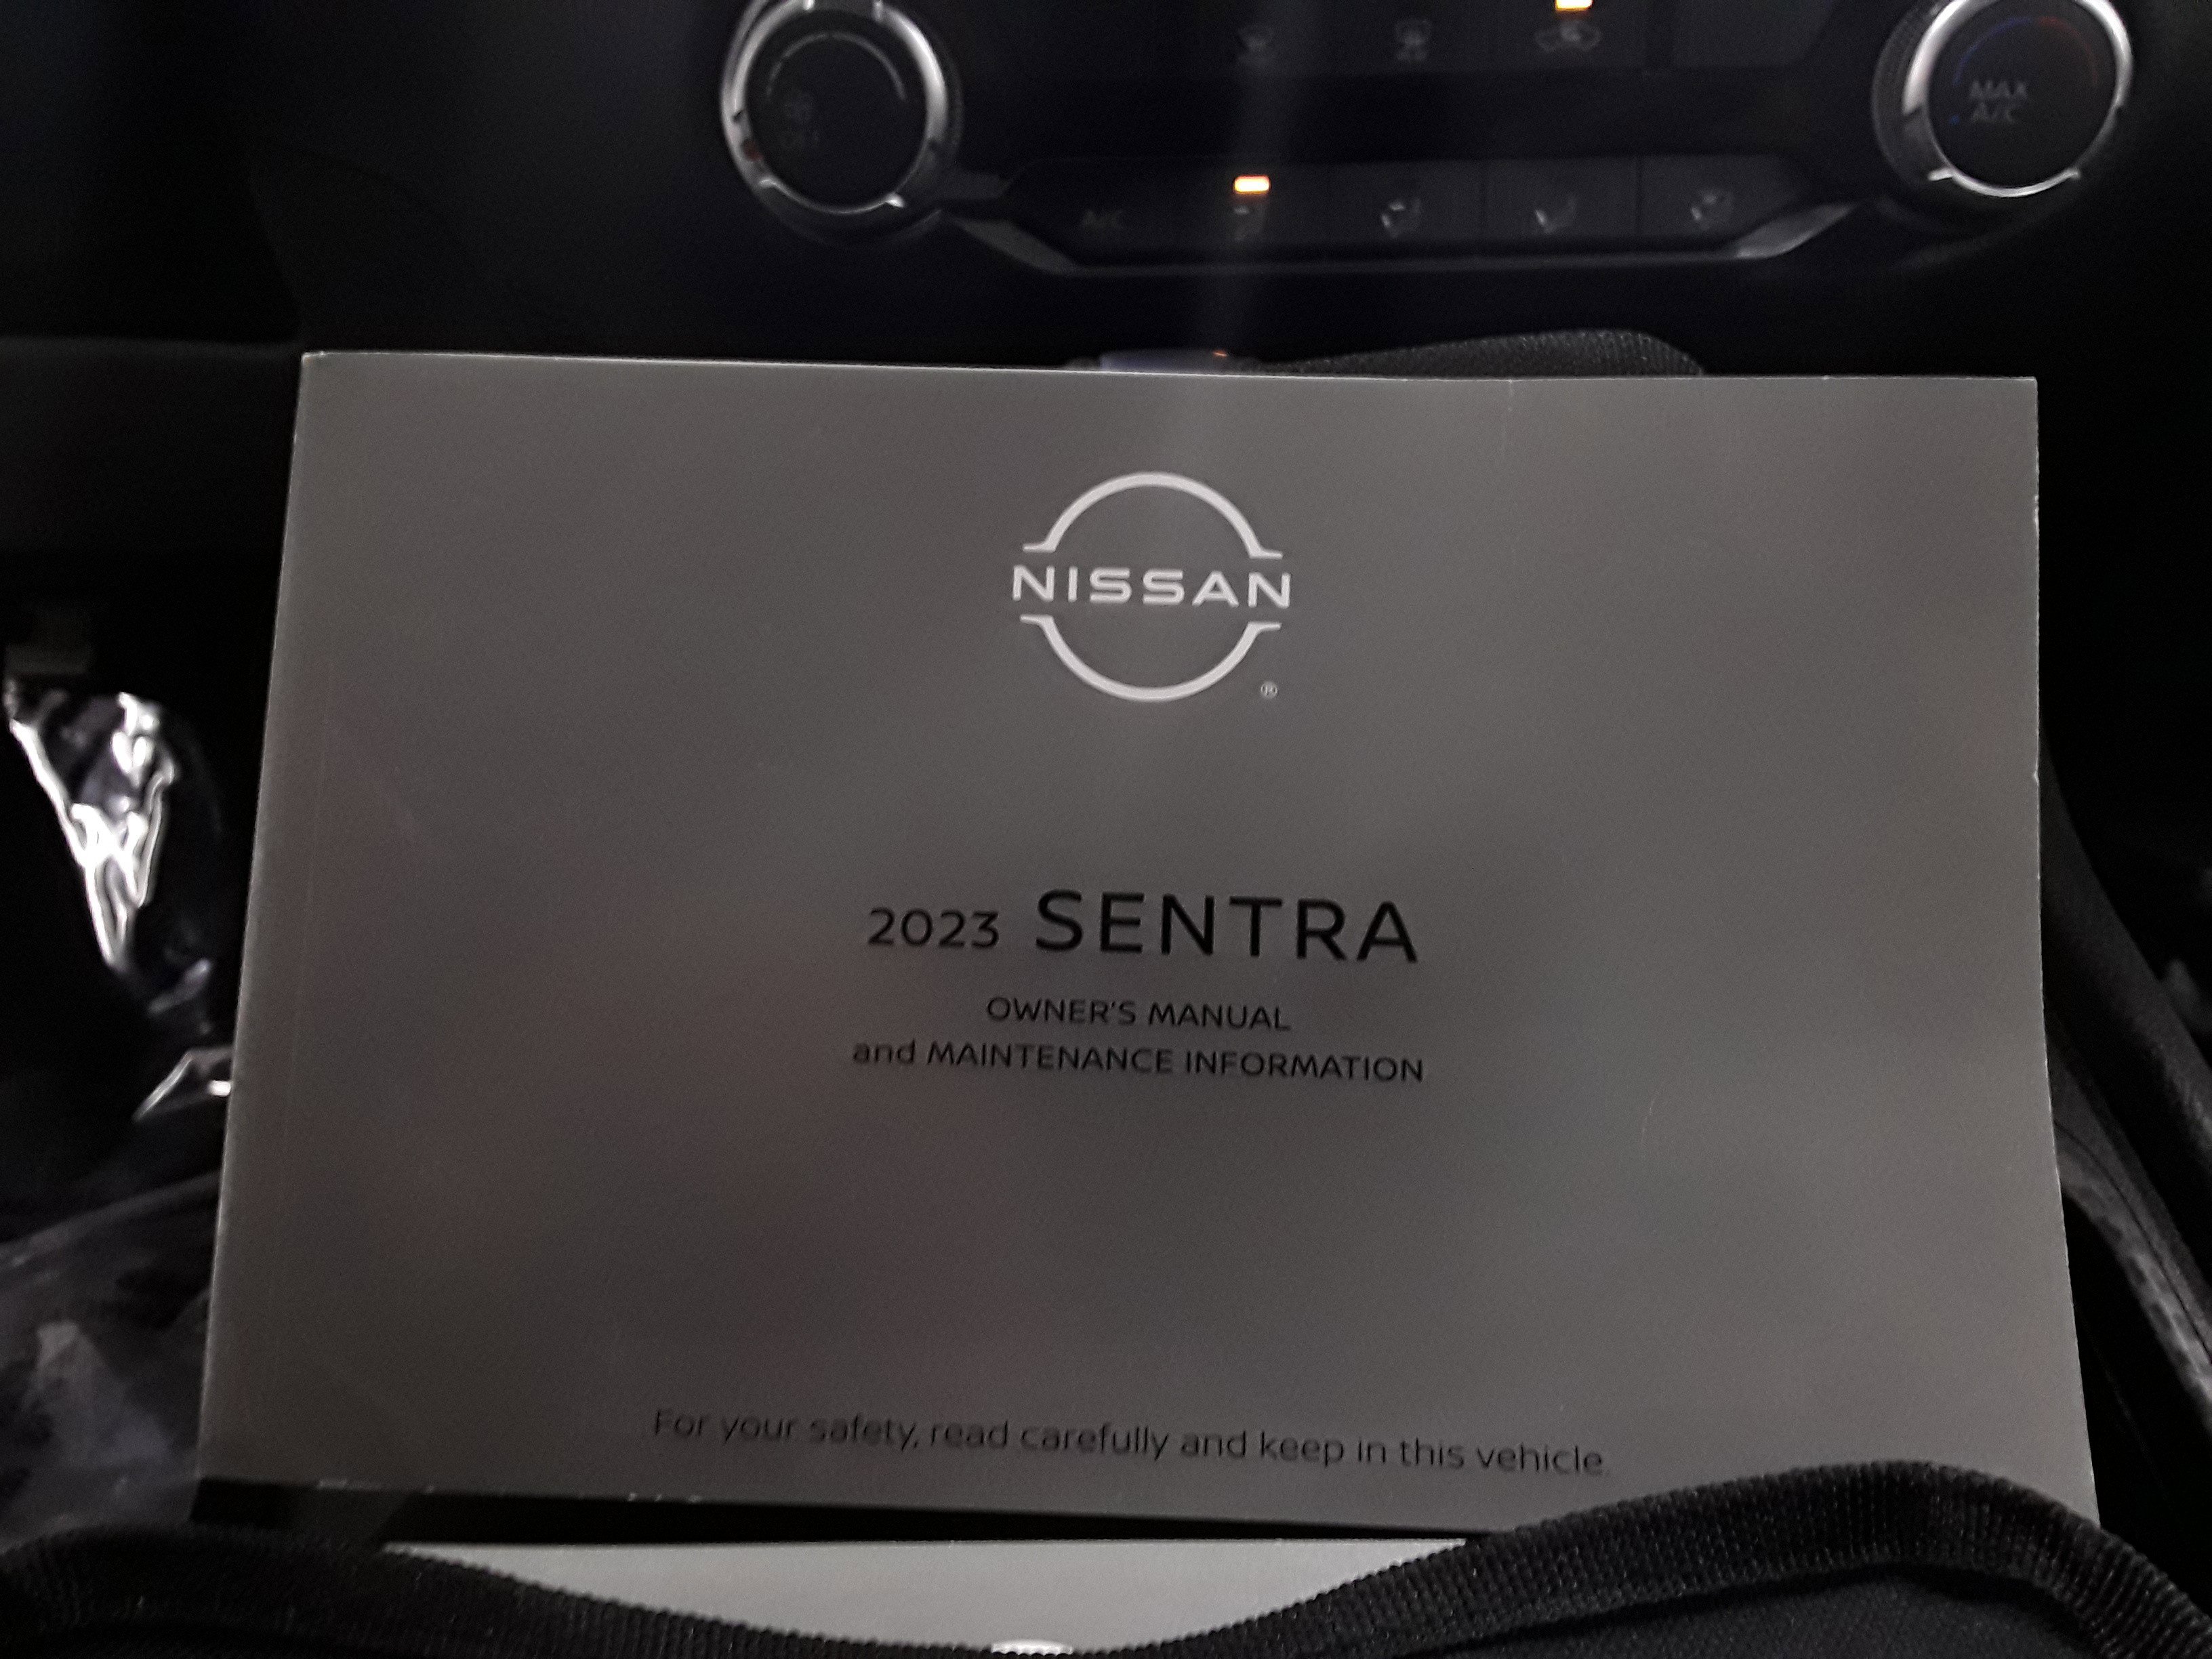 MAX
A/C
A/C
NISSAN
®
2023 SENTRA
OWNER'S MANUAL
and MAINTENANCE INFORMATION
For your safety, read carefully and keep in this vehicle.